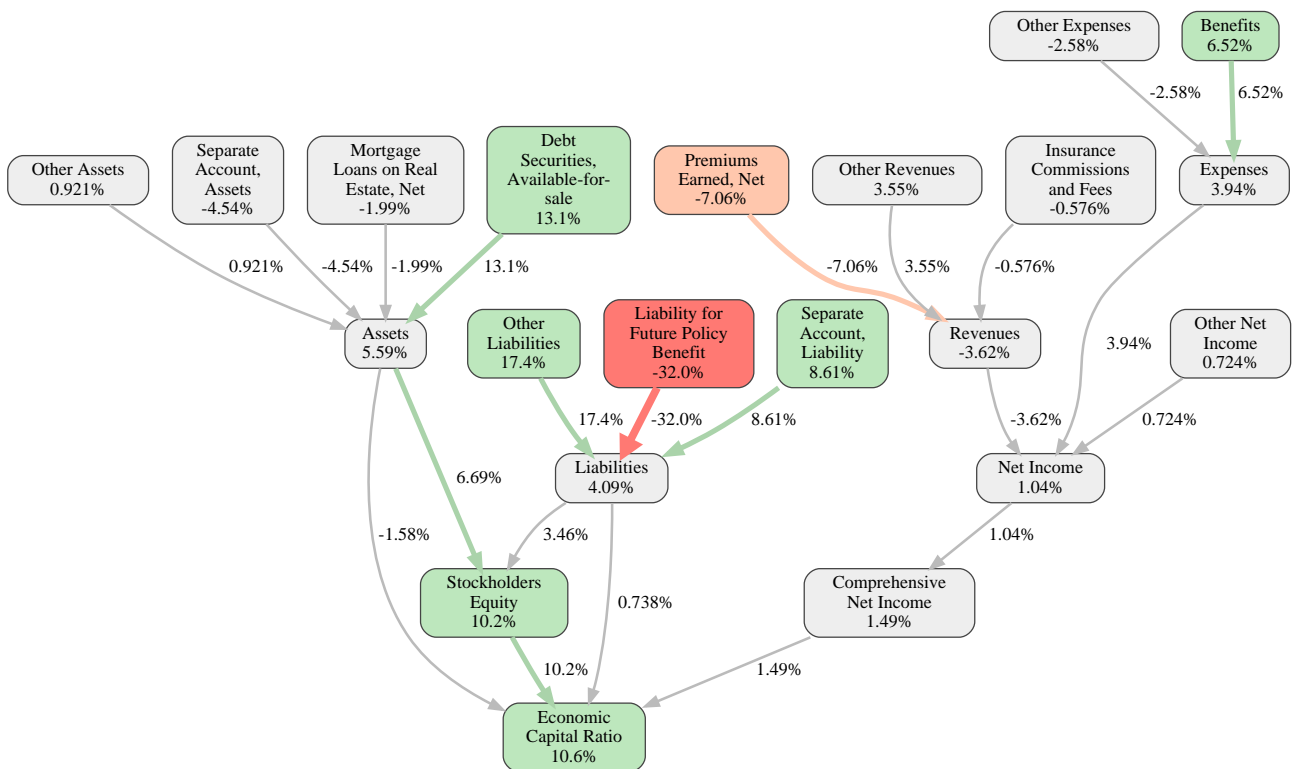 Other Expenses
-2.58%
Benefits
6.52%
-2.58%
6.52%
Other Assets
0.921%
Separate
Account,
Assets
-4.54%
Mortgage
Loans on Real
Estate, Net
-1.99%
Debt
Securities,
Available-for-
sale
13.1%
Premiums
Earned, Net
-7.06%
Other Revenues
3.55%
Insurance
Commissions
and Fees
-0.576%
Expenses
3.94%
0.921%
-4.54%
-1.99%
13.1%
-7.06%
3.55%
-0.576%
3.94%
Assets
5.59%
Other
Liabilities
17.4%
Liability for
Future Policy
Benefit
-32.0%
Separate
Account,
Liability
8.61%
Revenues
-3.62%
Other Net
Income
0.724%
17.4%
-32.0%
8.61%
-3.62%
0.724%
6.69%
Liabilities
4.09%
Net Income
1.04%
-1.58%
3.46%
1.04%
Stockholders
Equity
10.2%
0.738%
Comprehensive
Net Income
1.49%
10.2%
1.49%
Economic
Capital Ratio
10.6%